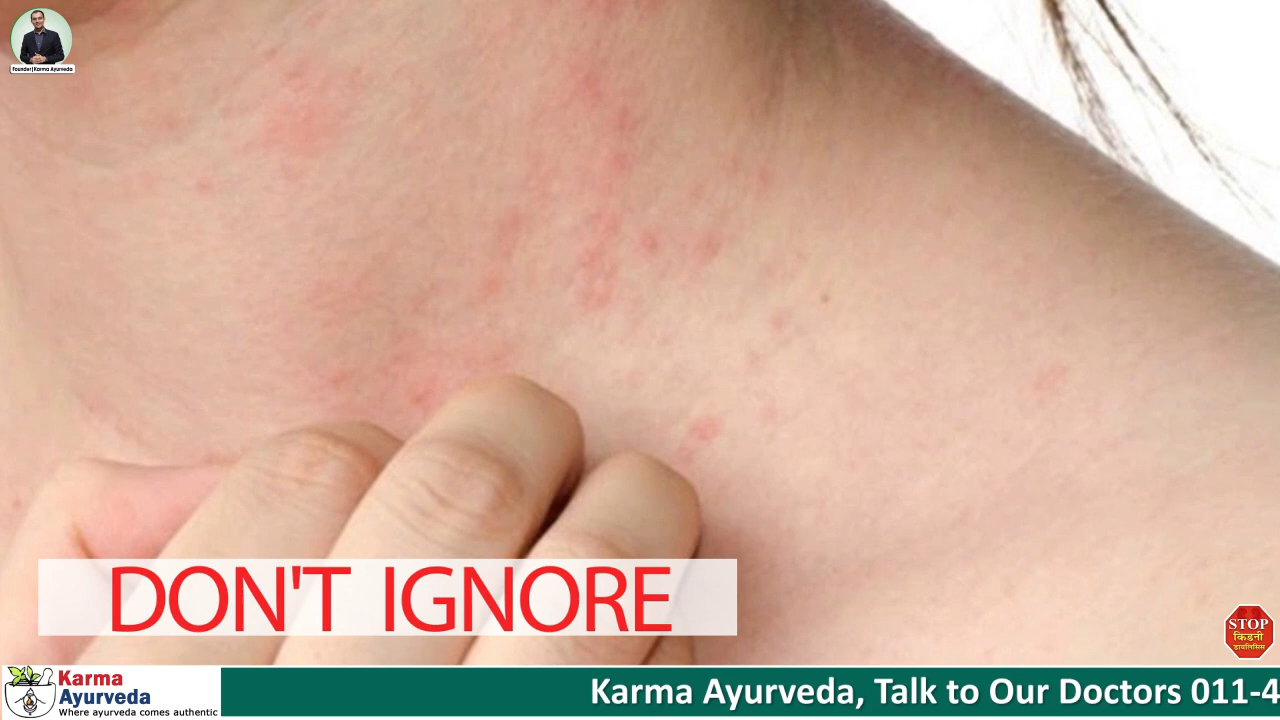 Founder|Karma Ayurveda
DON'T IGNORE
STOP
किडनी
डायलिसिस
Karma
Ayurveda
Where ayurveda comes authentic
Karma Ayurveda, Talk to Our Doctors 011-4